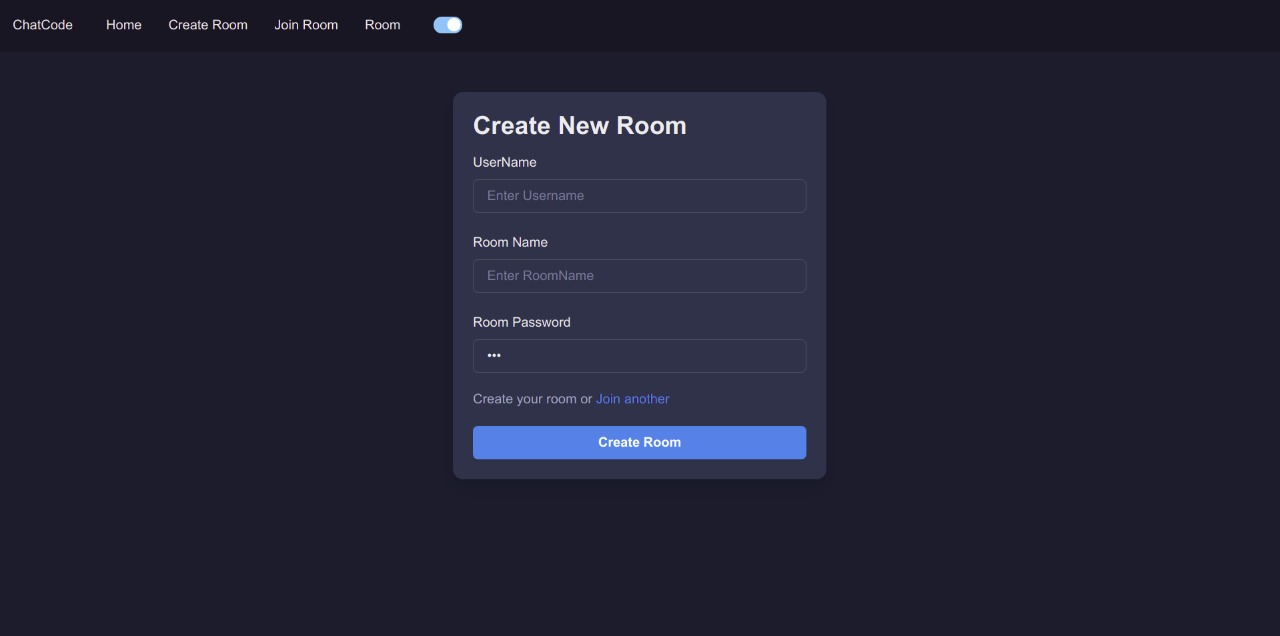 ChatCode Home Create Room Join Room Room
Create New Room
UserName
Enter Username
Room Name
Enter RoomName
Room Password
•••
Create your room or Join another
Create Room